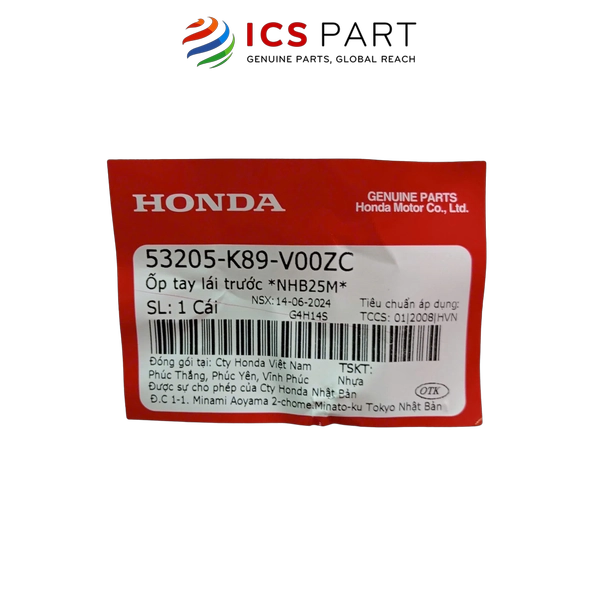 ICS PART
GENUINE PARTS, GLOBAL REACH
HONDA
GENUINE PARTS
Honda Motor Co., Ltd.
53205-K89-V00ZC
Ốp tay lái trước *NHB25M*
SL: 1 Cái
NSX: 14-06-2024
G4H14S
Tiêu chuẩn áp dụng:
TCCS: 01|2008|HVN
Đóng gói tại: Cty Honda Việt Nam
Phúc Thắng, Phúc Yên, Vĩnh Phúc
Được sự cho phép của Cty Honda Nhật Bản
Đ.C 1-1. Minami Aoyama 2-chome.Minato-ku Tokyo Nhật Bản
TSKT:
Nhựa
OTK